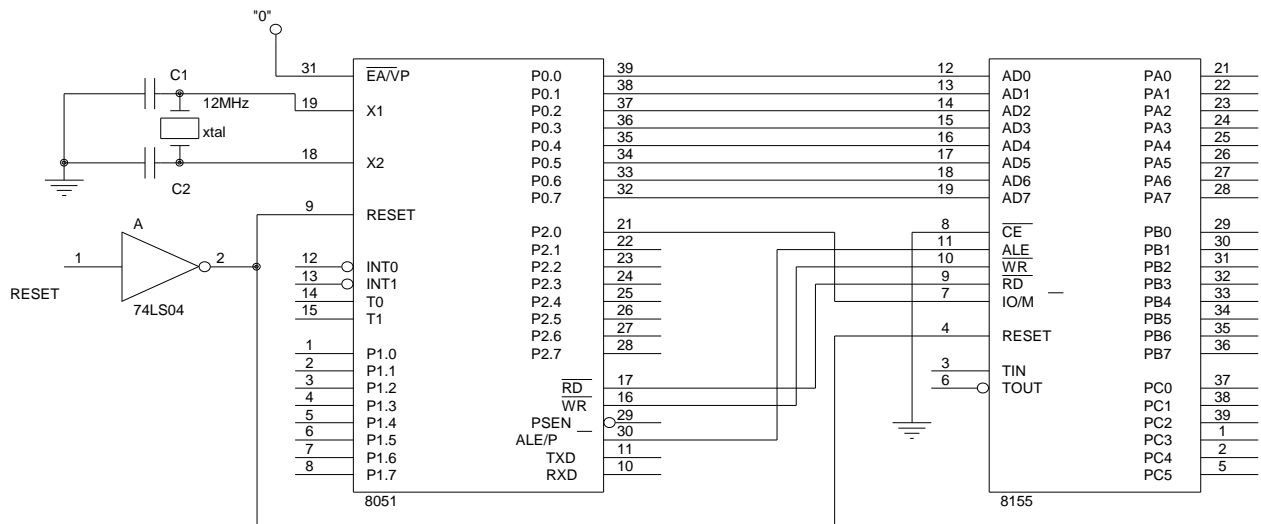 "0"
31 EA/VP
C1
12MHz
19 X1
xtal
18 X2
C2
9 RESET
A
1 2
RESET
74LS04
12 INT0
13 INT1
14 T0
15 T1
1 P1.0
2 P1.1
3 P1.2
4 P1.3
5 P1.4
6 P1.5
7 P1.6
8 P1.7
P0.0 39
P0.1 38
P0.2 37
P0.3 36
P0.4 35
P0.5 34
P0.6 33
P0.7 32
P2.0 21
P2.1 22
P2.2 23
P2.3 24
P2.4 25
P2.5 26
P2.6 27
P2.7 28
RD 17
WR 16
PSEN 29
ALE/P 30
TXD 11
RXD 10
8051
12 AD0
13 AD1
14 AD2
15 AD3
16 AD4
17 AD5
18 AD6
19 AD7
8 CE
11 ALE
10 WR
9 RD
7 IO/M
4 RESET
3 TIN
6 TOUT
PA0 21
PA1 22
PA2 23
PA3 24
PA4 25
PA5 26
PA6 27
PA7 28
PB0 29
PB1 30
PB2 31
PB3 32
PB4 33
PB5 34
PB6 35
PB7 36
PC0 37
PC1 38
PC2 39
PC3 1
PC4 2
PC5 5
8155